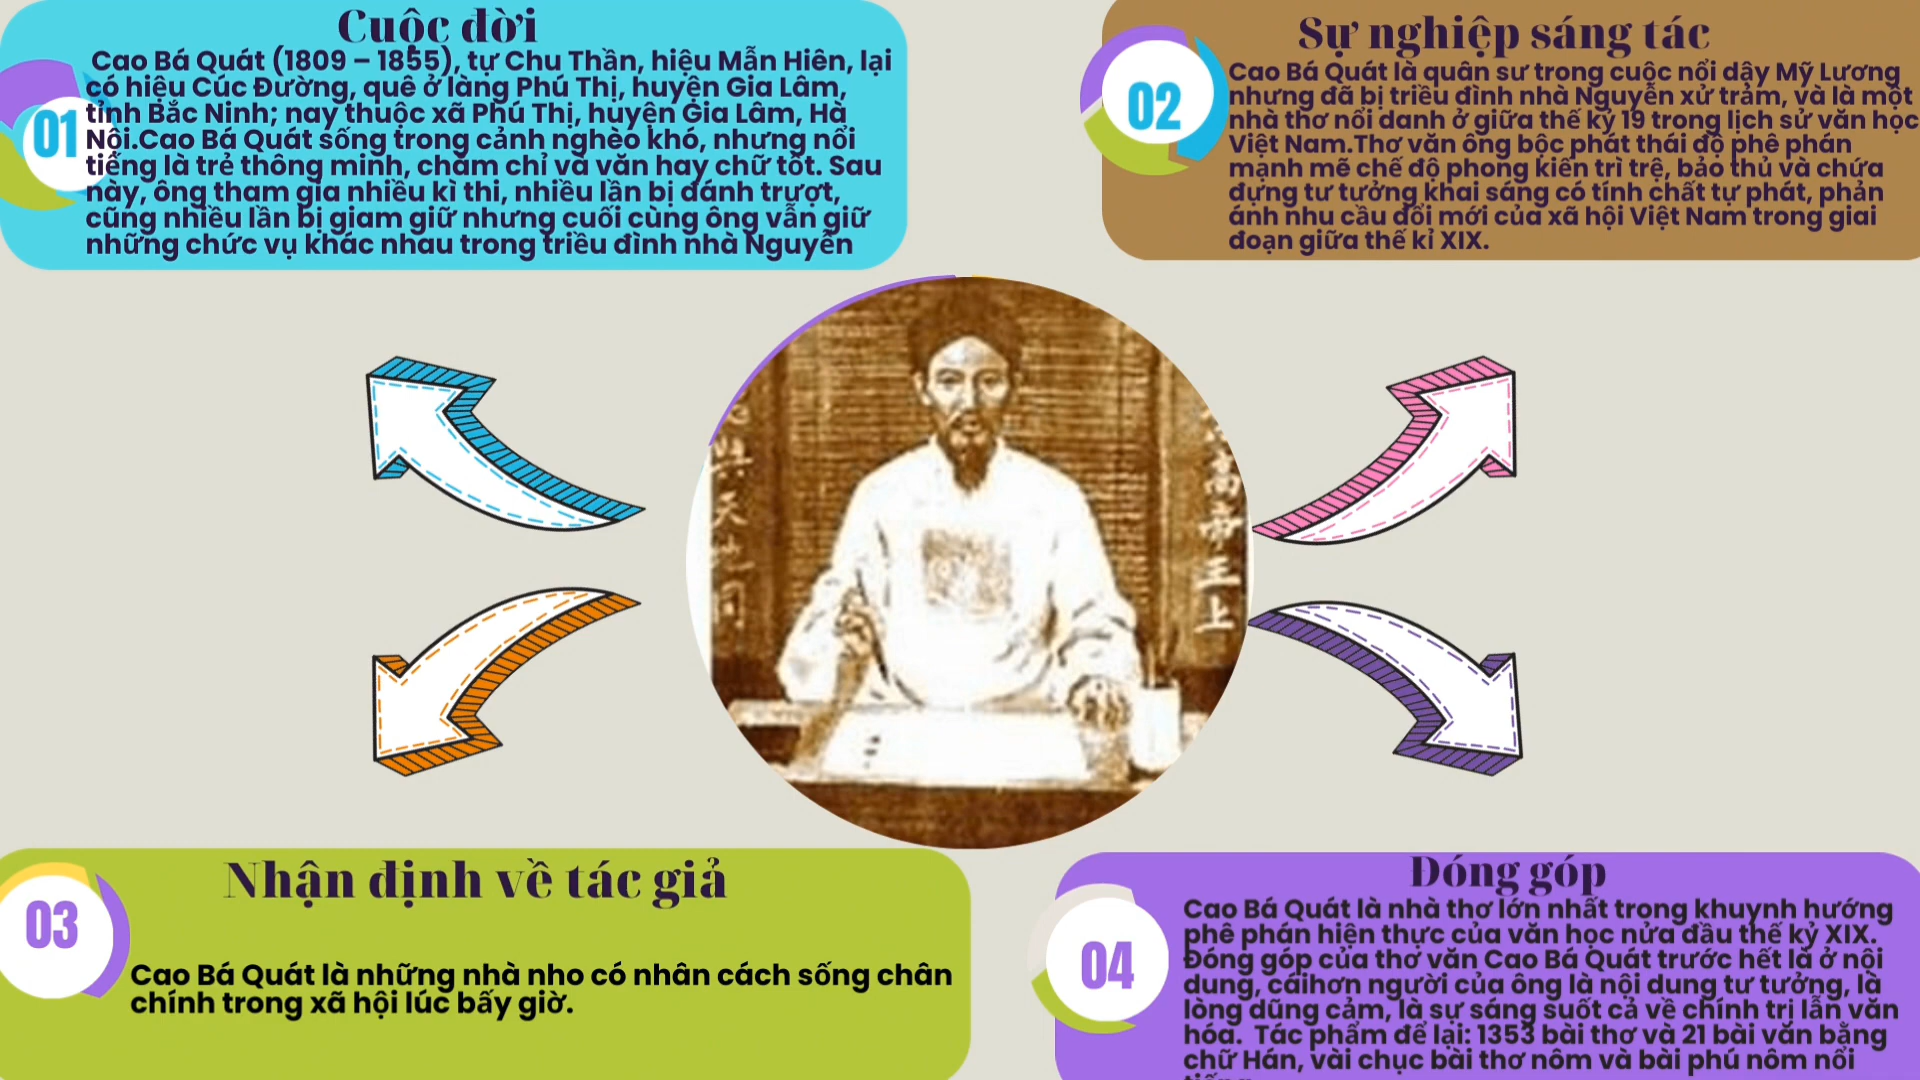 Cuộc đời
Cao Bá Quát (1809 – 1855), tự Chu Thần, hiệu Mẫn Hiên, lại
có hiệu Cúc Đường, quê ở làng Phú Thị, huyện Gia Lâm,
tỉnh Bắc Ninh; nay thuộc xã Phú Thị, huyện Gia Lâm, Hà
Nội.Cao Bá Quát sống trong cảnh nghèo khó, nhưng nổi
tiếng là trẻ thông minh, chăm chỉ và văn hay chữ tốt. Sau
này, ông tham gia nhiều kì thi, nhiều lần bị đánh trượt,
cũng nhiều lần bị giam giữ nhưng cuối cùng ông vẫn giữ
những chức vụ khác nhau trong triều đình nhà Nguyễn
01
Sự nghiệp sáng tác
Cao Bá Quát là quân sư trong cuộc nổi dậy Mỹ Lương
nhưng đã bị triều đình nhà Nguyễn xử trảm, và là một
nhà thơ nổi danh ở giữa thế kỷ 19 trong lịch sử văn học
Việt Nam.Thơ văn ông bộc phát thái độ phê phán
mạnh mẽ chế độ phong kiến trì trệ, bảo thủ và chứa
đựng tư tưởng khai sáng có tính chất tự phát, phản
ánh nhu cầu đổi mới của xã hội Việt Nam trong giai
đoạn giữa thế kỉ XIX.
02
與
天
地
同
高
帝
王
上
Nhận định về tác giả
03
Cao Bá Quát là những nhà nho có nhân cách sống chân
chính trong xã hội lúc bấy giờ.
Đóng góp
04
Cao Bá Quát là nhà thơ lớn nhất trong khuynh hướng
phê phán hiện thực của văn học nửa đầu thế kỷ XIX.
Đóng góp của thơ văn Cao Bá Quát trước hết là ở nội
dung, cáihơn người của ông là nội dung tư tưởng, là
lòng dũng cảm, là sự sáng suốt cả về chính trị lẫn văn
hóa. Tác phẩm để lại: 1353 bài thơ và 21 bài văn bằng
chữ Hán, vài chục bài thơ nôm và bài phú nôm nổi